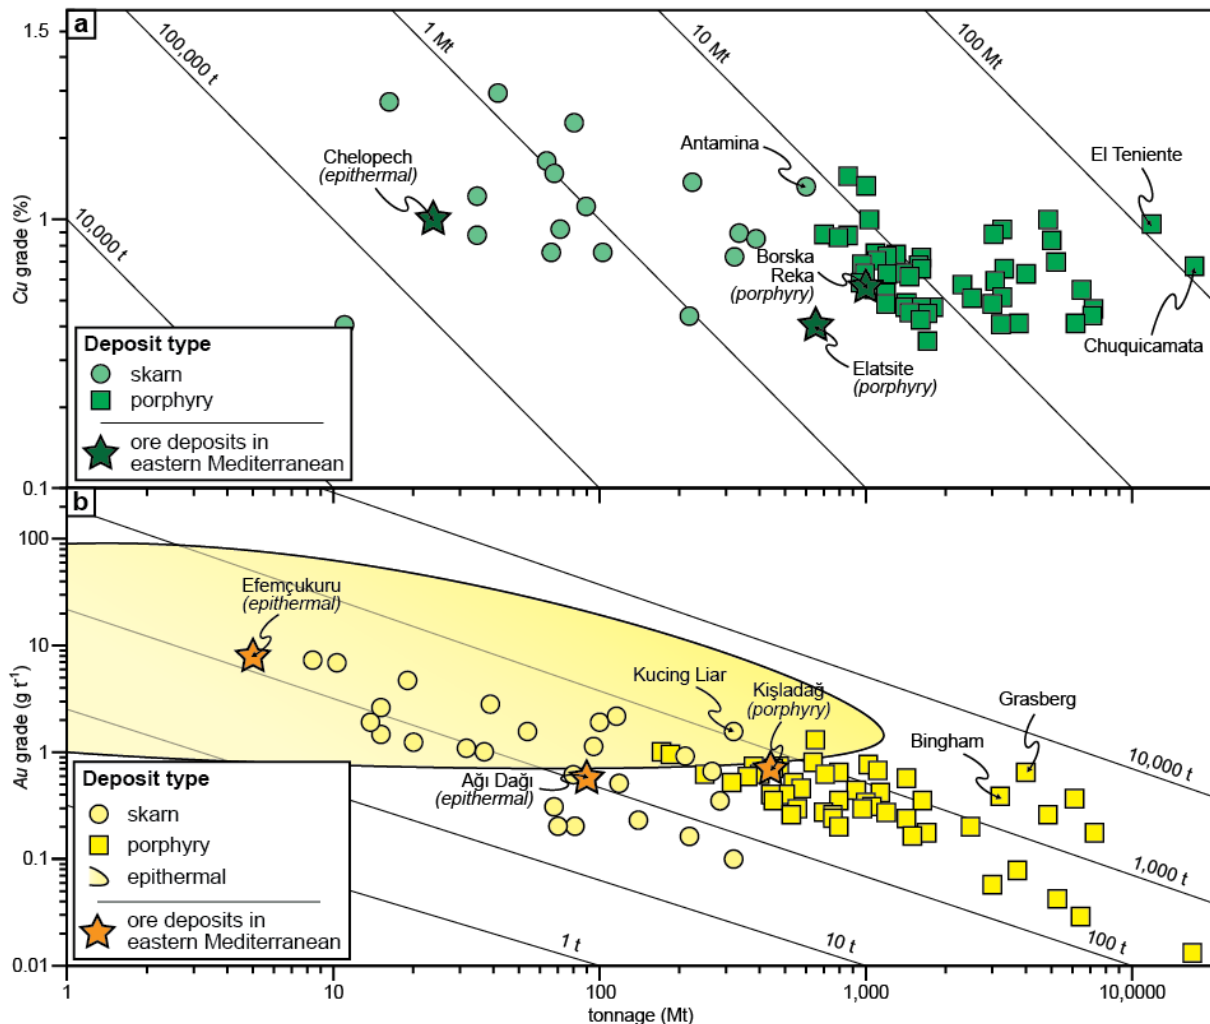 a
1.5
1
0.1
Cu grade (%)
100,000 t
1 Mt
10 Mt
100 Mt
10,000 t
Chelopech
(epithermal)
Antamina
El Teniente
Borska
Reka
(porphyry)
Elatsite
(porphyry)
Chuquicamata
Deposit type
skarn
porphyry
ore deposits in
eastern Mediterranean
b
100
10
1
0.1
0.01
Au grade (g t-1)
Efemçukuru
(epithermal)
Kucing Liar
Kişladağ
(porphyry)
Grasberg
Bingham
Ağı Dağı
(epithermal)
10,000 t
1,000 t
100 t
10 t
1 t
Deposit type
skarn
porphyry
epithermal
ore deposits in
eastern Mediterranean
1
10
100
1,000
10,0000
tonnage (Mt)